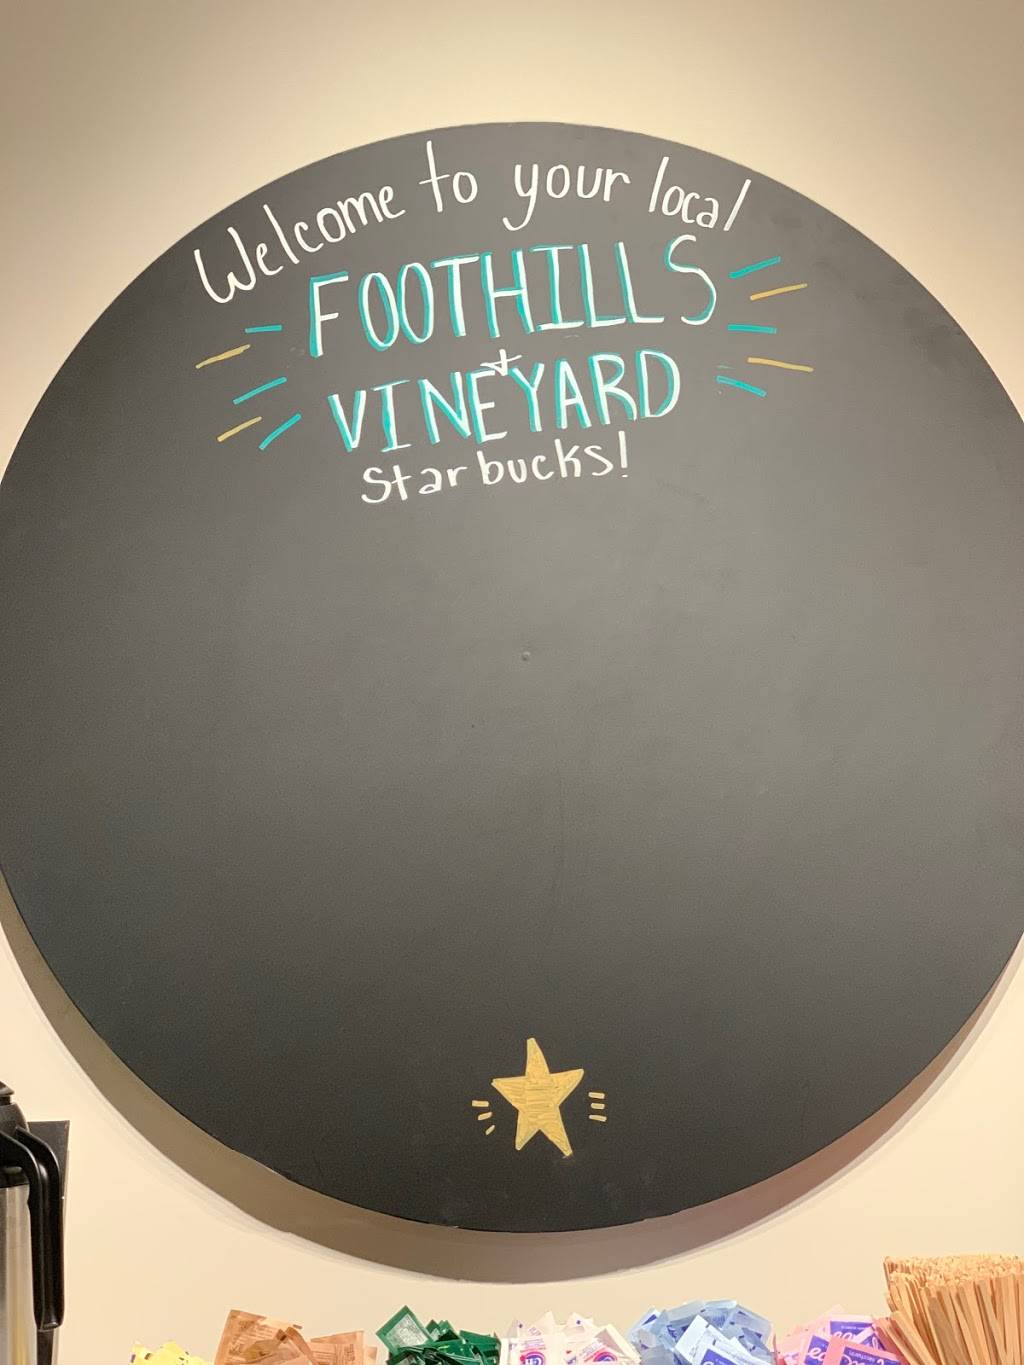 Welcome to your local
FOOTHILLS
+
VINEYARD
Starbucks!